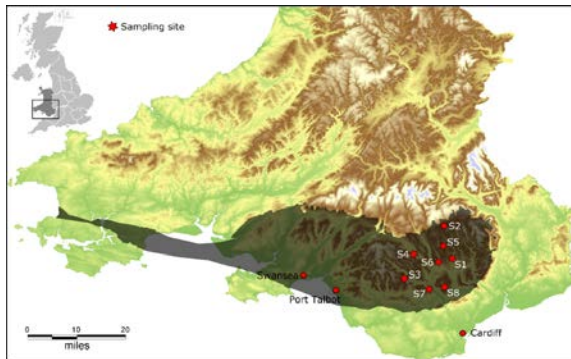 Sampling site
S2
S5
S4
S6
S1
S3
S7
S8
Swansea
Port Talbot
Cardiff
0 10 20
miles